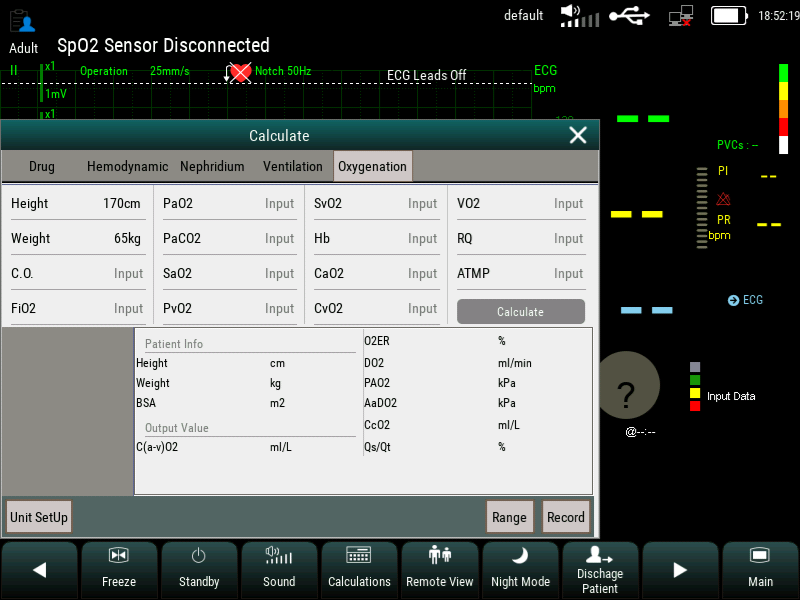 default
18:52:19
Adult
SpO2 Sensor Disconnected
II
x1
Operation
25mm/s
Notch 50Hz
ECG Leads Off
ECG
bpm
1mV
x1
Calculate
PVCs : --
Drug
Hemodynamic
Nephridium
Ventilation
Oxygenation
PI
--
PR
--
bpm
Height
170cm
PaO2
Input
SvO2
Input
VO2
Input
Weight
65kg
PaCO2
Input
Hb
Input
RQ
Input
C.O.
Input
SaO2
Input
CaO2
Input
ATMP
Input
FiO2
Input
PvO2
Input
CvO2
Input
Calculate
ECG
Patient Info
Height
cm
Weight
kg
BSA
m2
Output Value
C(a-v)O2
ml/L
O2ER
%
DO2
ml/min
PAO2
kPa
AaDO2
kPa
CcO2
ml/L
Qs/Qt
%
?
@--:--
Input Data
Unit SetUp
Range
Record
Freeze
Standby
Sound
Calculations
Remote View
Night Mode
Dischage
Patient
Main